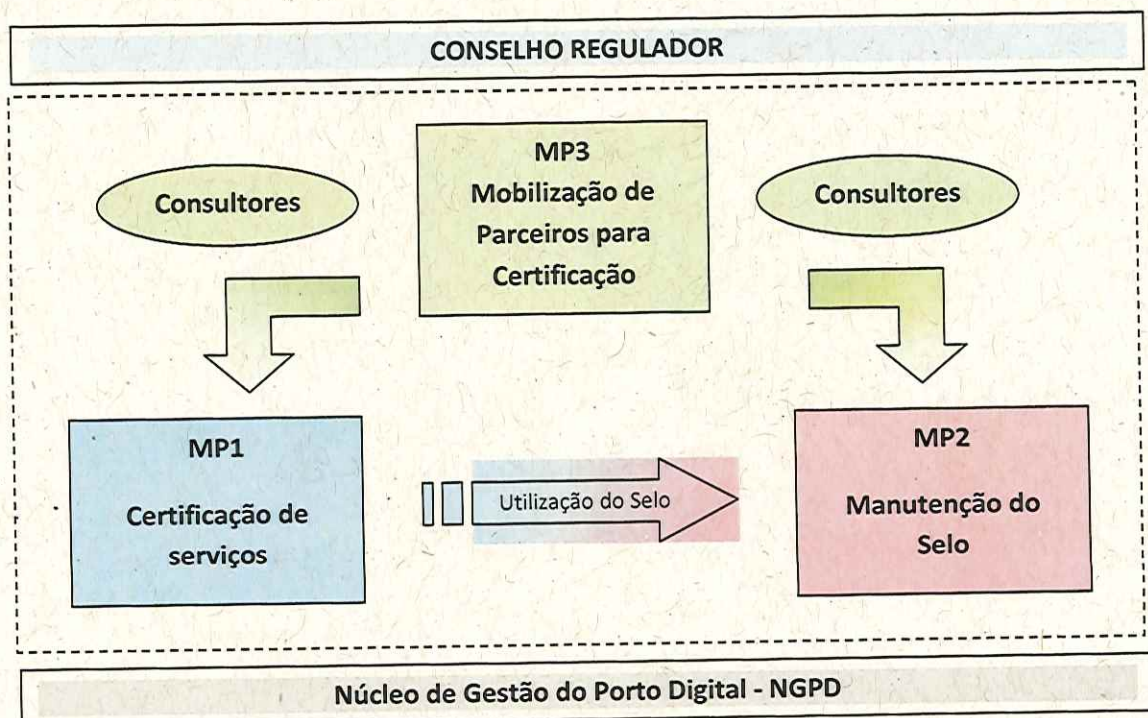 CONSELHO REGULADOR
MP3
Mobilização de
Parceiros para
Certificação
Consultores
Consultores
MP1
Certificação de
serviços
Utilização do Selo
MP2
Manutenção do
Selo
Núcleo de Gestão do Porto Digital - NGPD